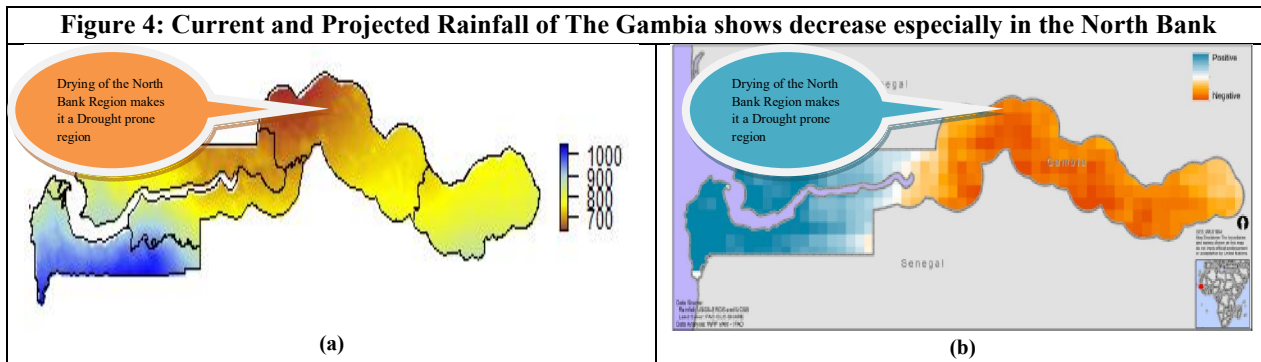 Figure 4: Current and Projected Rainfall of The Gambia shows decrease especially in the North Bank
Drying of the North
Bank Region makes
it a Drought prone
region
1000
900
800
700
(a)
Drying of the North
Bank Region makes
it a Drought prone
region
Positive
Negative
Gambia
Senegal
Data Source:
(b)